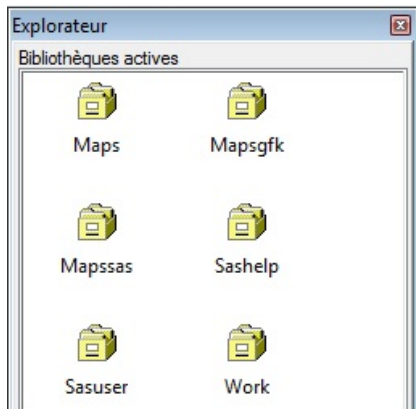 Explorateur
Bibliothèques actives
Maps Mapsgfk
Mapssas Sashelp
Sasuser Work